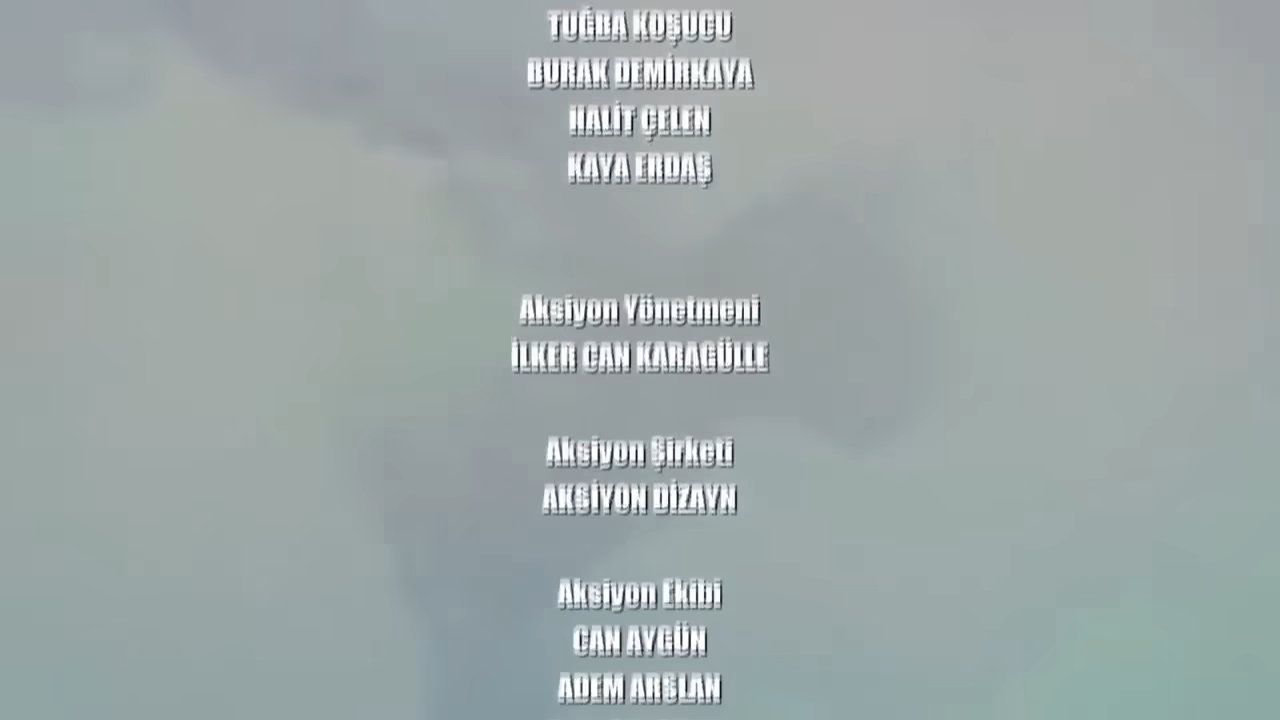 TUĞBA KOŞUCU
BURAK DEMİRKAYA
HALİT ÇELEN
KAYA ERDAŞ
Aksiyon Yönetmeni
İLKER CAN KARAGÜLLE
Aksiyon Şirketi
AKSİYON DİZAYN
Aksiyon Ekibi
CAN AYGÜN
ADEM ARSLAN